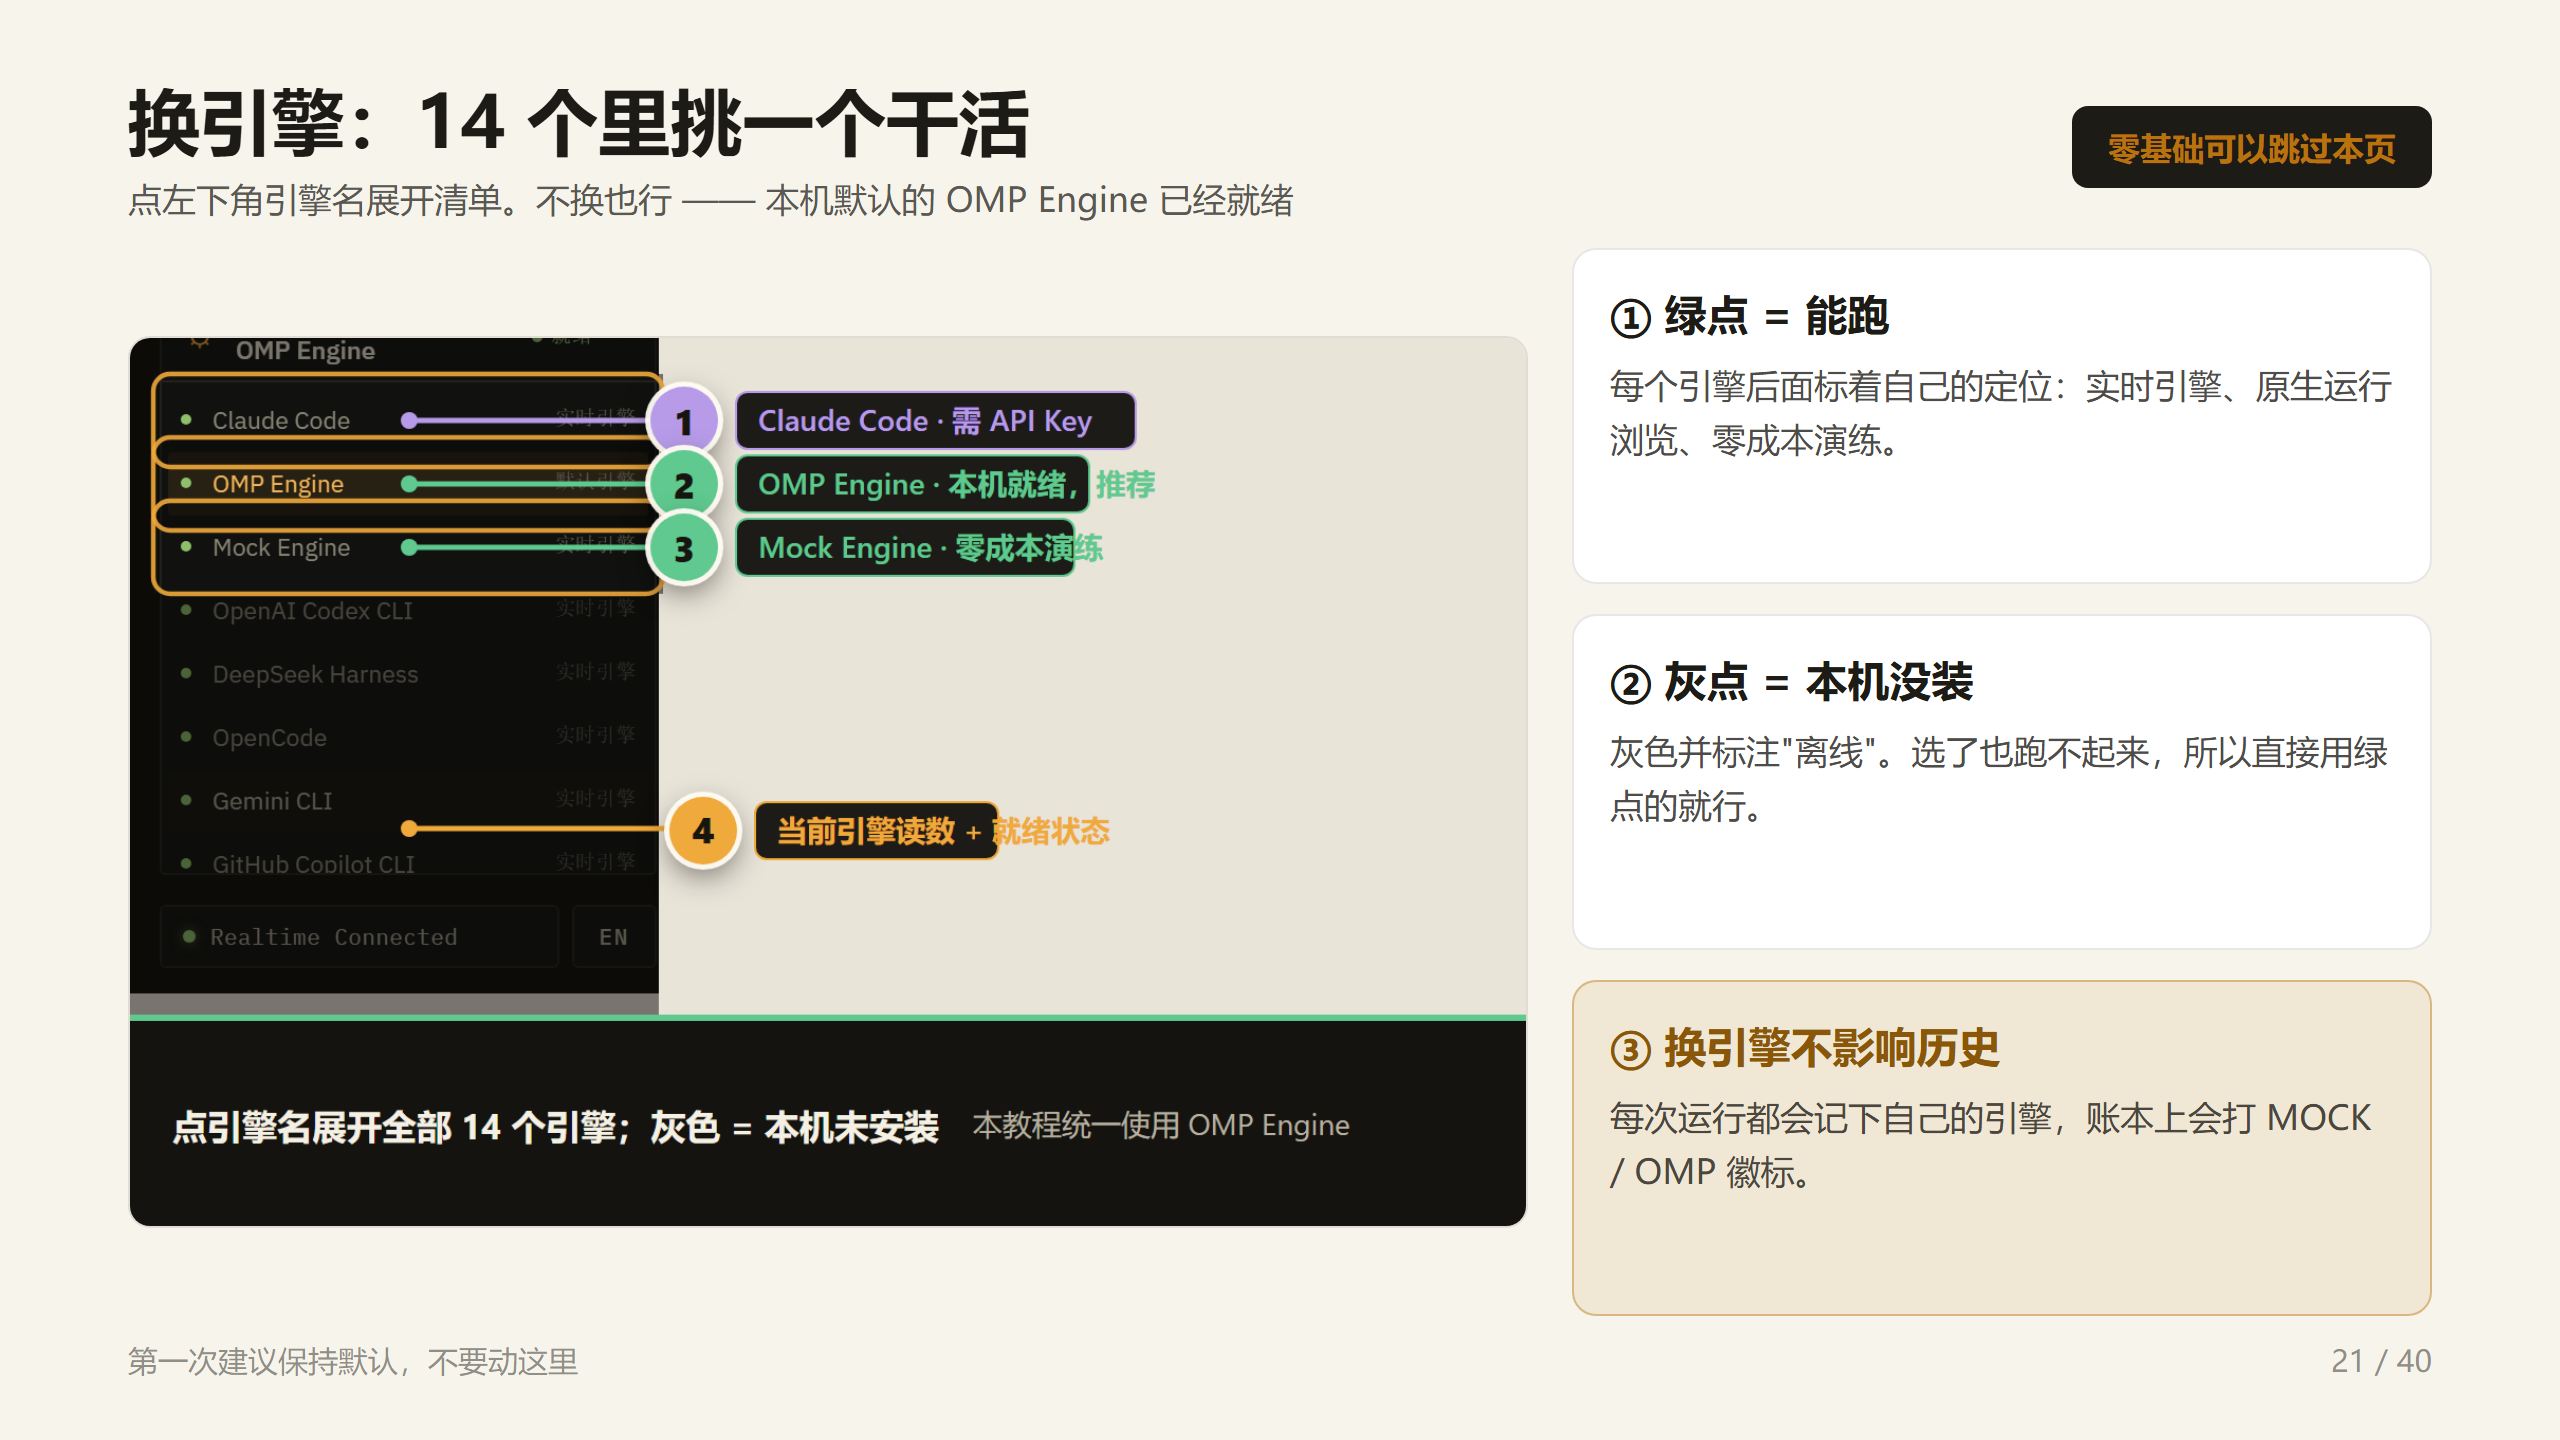 换引擎：14 个里挑一个干活
零基础可以跳过本页
点左下角引擎名展开清单。不换也行 —— 本机默认的 OMP Engine 已经就绪
OMP Engine
Claude Code 实时引擎
1 Claude Code · 需 API Key
OMP Engine 默认引擎
2 OMP Engine · 本机就绪，推荐
Mock Engine 实时引擎
3 Mock Engine · 零成本演练
OpenAI Codex CLI 实时引擎
DeepSeek Harness 实时引擎
OpenCode 实时引擎
Gemini CLI 实时引擎
4 当前引擎读数 + 就绪状态
GitHub Copilot CLI 实时引擎
Realtime Connected EN
点引擎名展开全部 14 个引擎；灰色 = 本机未安装 本教程统一使用 OMP Engine
① 绿点 = 能跑
每个引擎后面标着自己的定位：实时引擎、原生运行
浏览、零成本演练。
② 灰点 = 本机没装
灰色并标注"离线"。选了也跑不起来，所以直接用绿
点的就行。
③ 换引擎不影响历史
每次运行都会记下自己的引擎，账本上会打 MOCK
/ OMP 徽标。
第一次建议保持默认，不要动这里
21 / 40